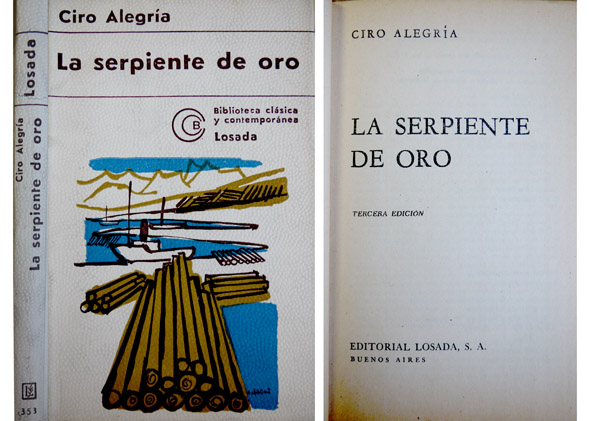 Losada
Ciro Alegría
La serpiente de oro
353
Ciro Alegría
La serpiente de oro
Biblioteca clásica
y contemporánea
Losada
CIRO ALEGRÍA
LA SERPIENTE
DE ORO
TERCERA EDICIÓN
EDITORIAL LOSADA, S. A.
BUENOS AIRES